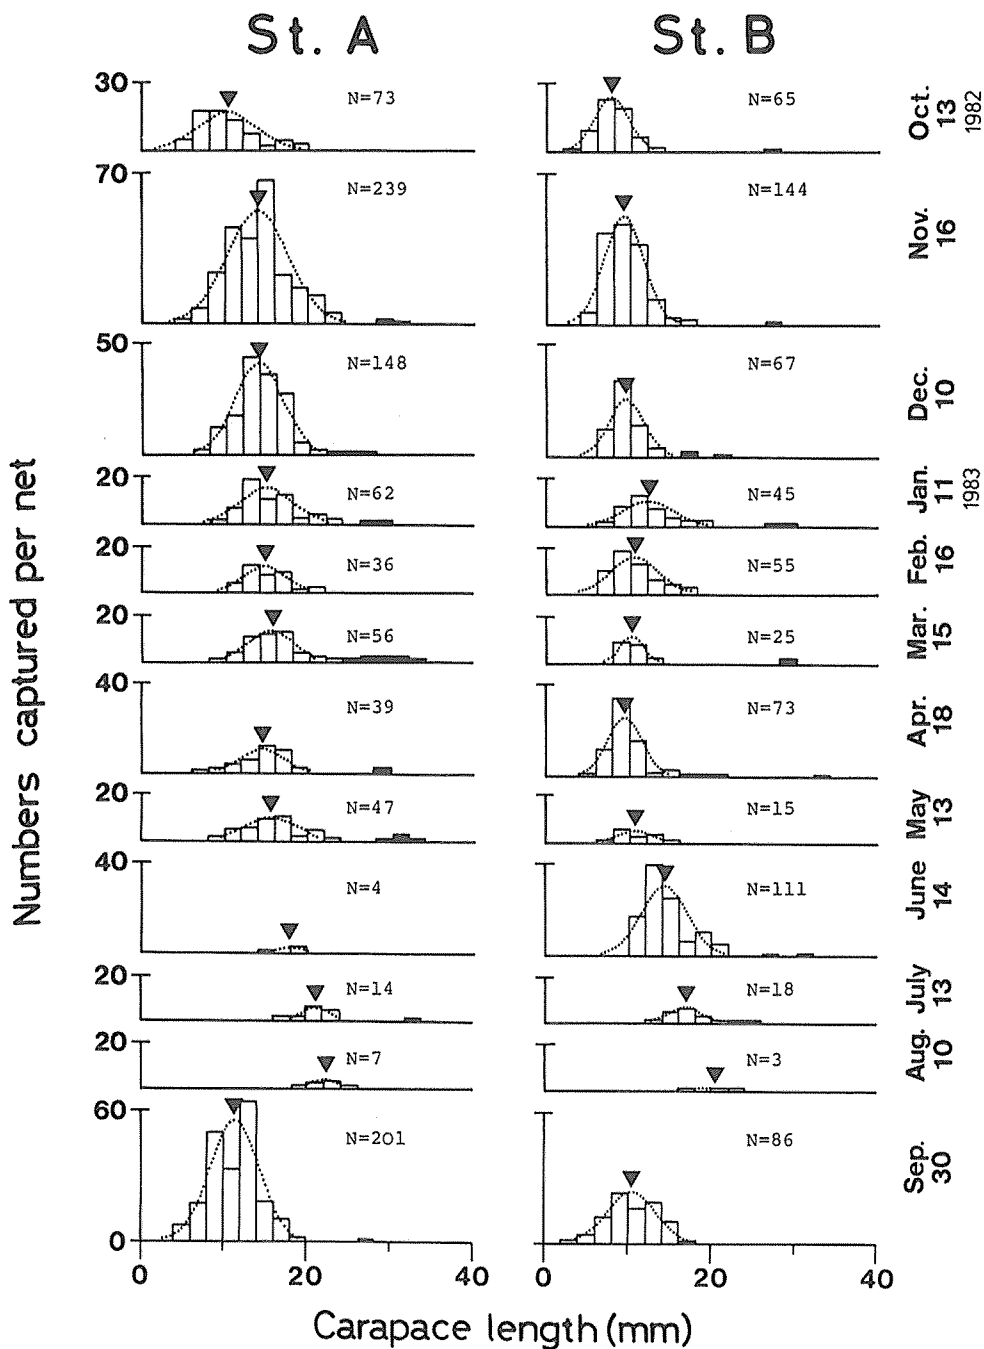 St. A St. B
30 N=73 N=65 Oct. 13 1982
70 N=239 N=144 Nov. 16
50 N=148 N=67 Dec. 10
20 N=62 N=45 Jan. 11 1983
20 N=36 N=55 Feb. 16
20 N=56 N=25 Mar. 15
40 N=39 N=73 Apr. 18
20 N=47 N=15 May 13
40 N=4 N=111 June 14
20 N=14 N=18 July 13
20 N=7 N=3 Aug. 10
60 N=201 N=86 Sep. 30
0
0 20 40 0 20 40
Numbers captured per net
Carapace length (mm)